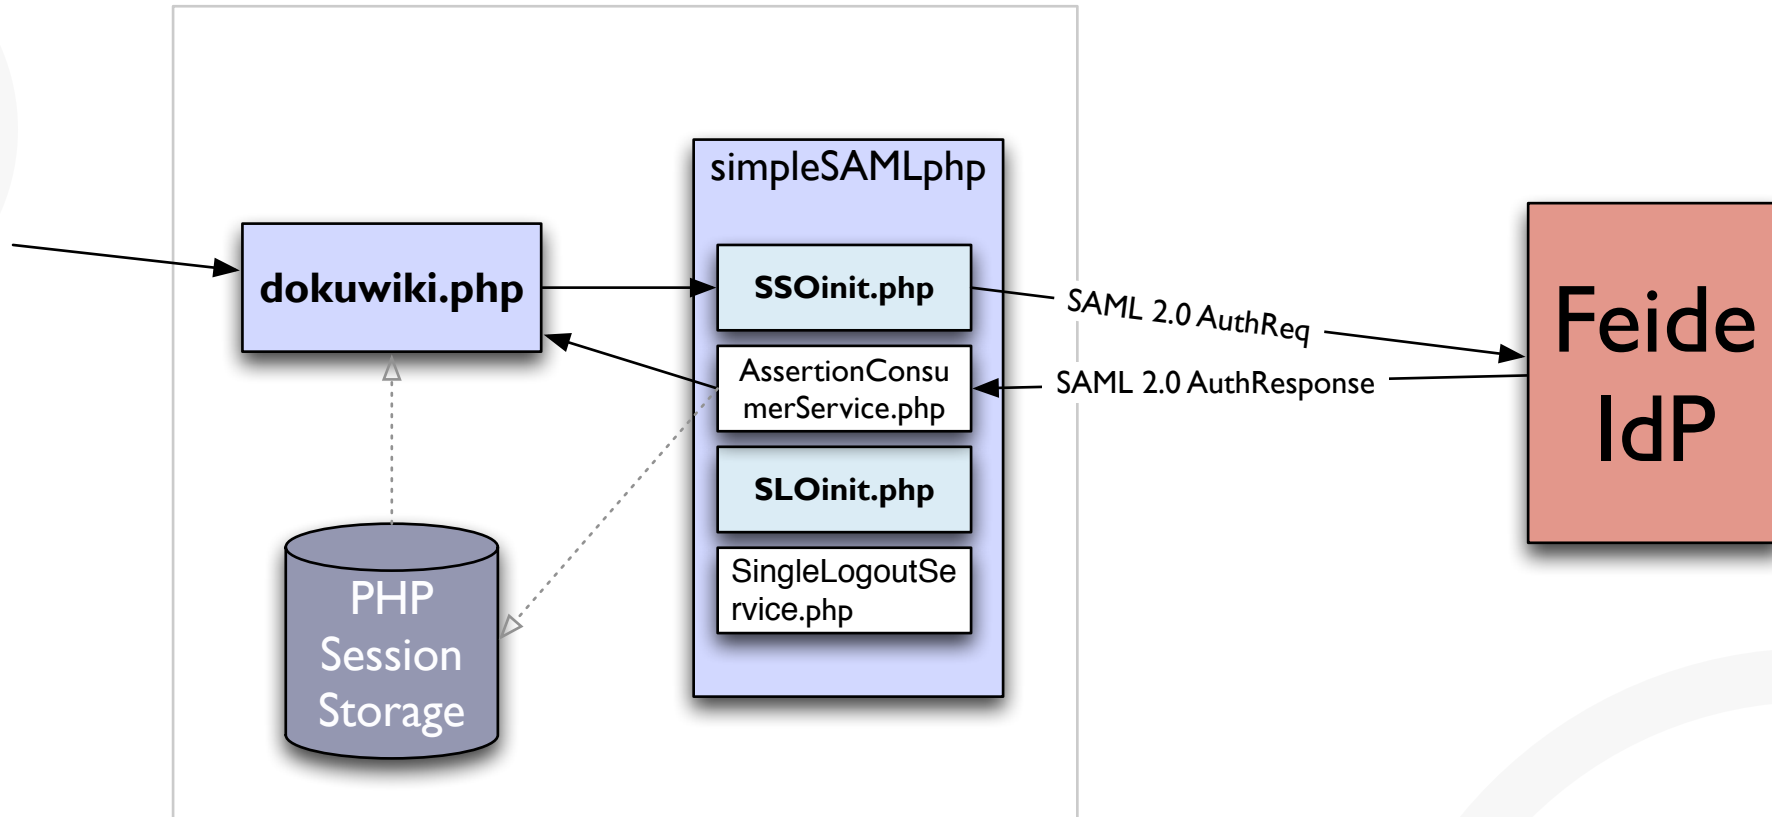 simpleSAMLphp
dokuwiki.php
SSOinit.php
SAML 2.0 AuthReq
AssertionConsu
merService.php
SAML 2.0 AuthResponse
Feide
IdP
SLOinit.php
SingleLogoutSe
rvice.php
PHP
Session
Storage